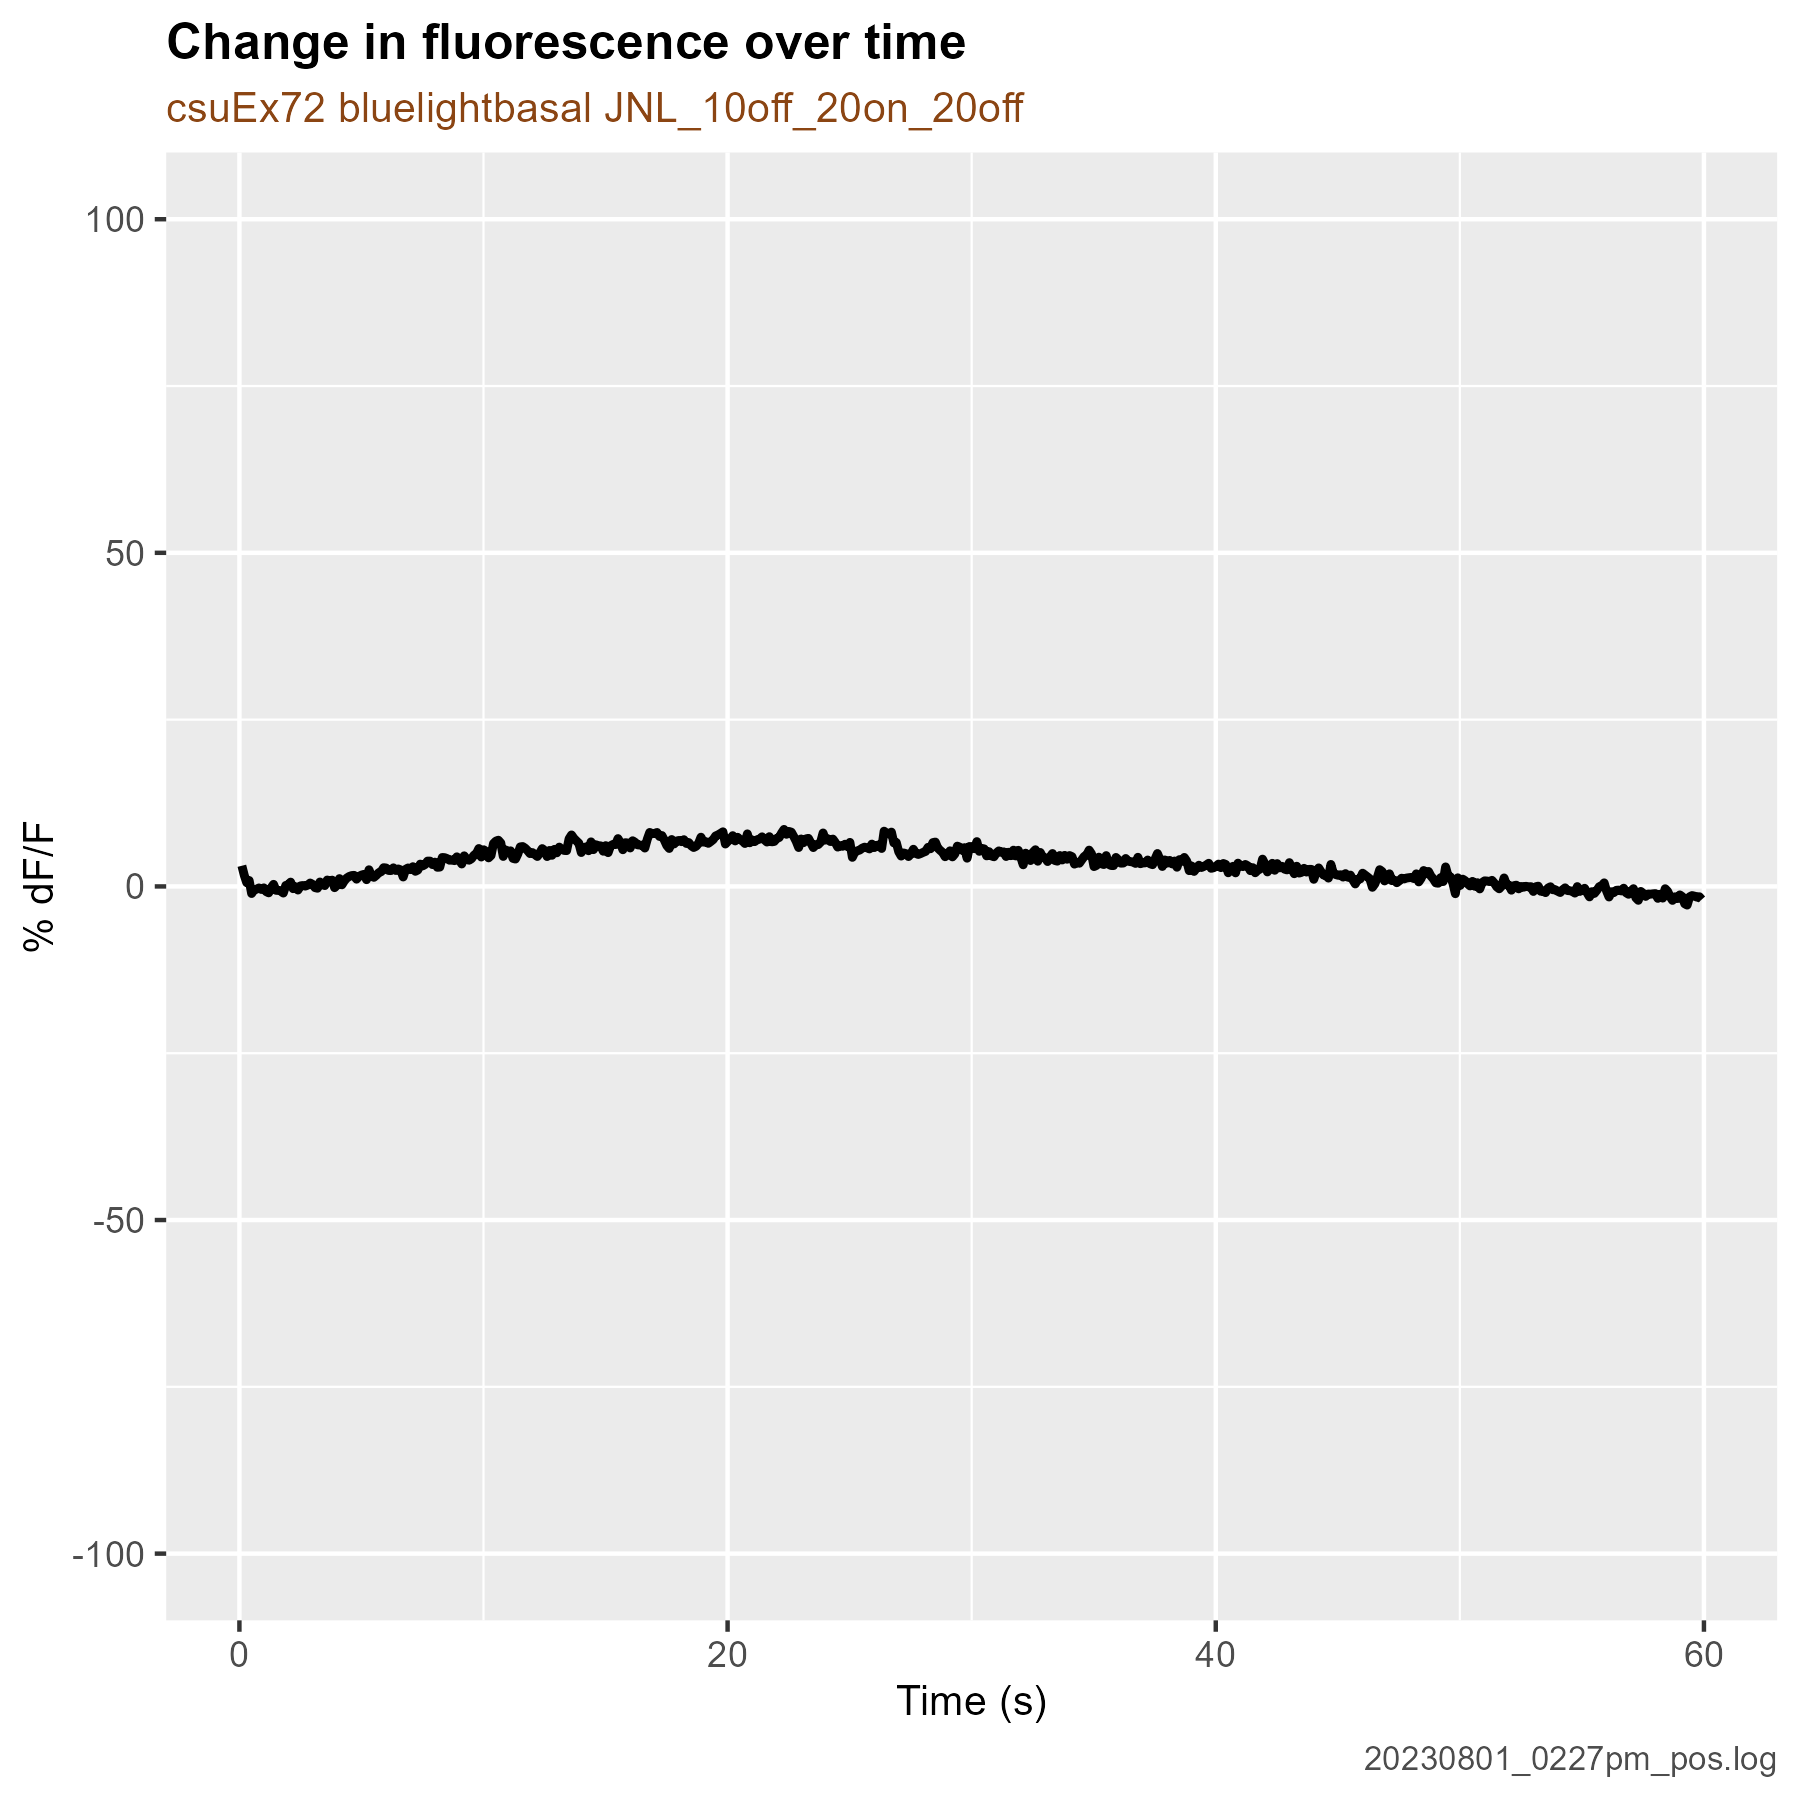 Change in fluorescence over time
csuEx72 bluelightbasal JNL_10off_20on_20off
100
50
0
-50
-100
% dF/F
0 20 40 60
Time (s)
20230801_0227pm_pos.log